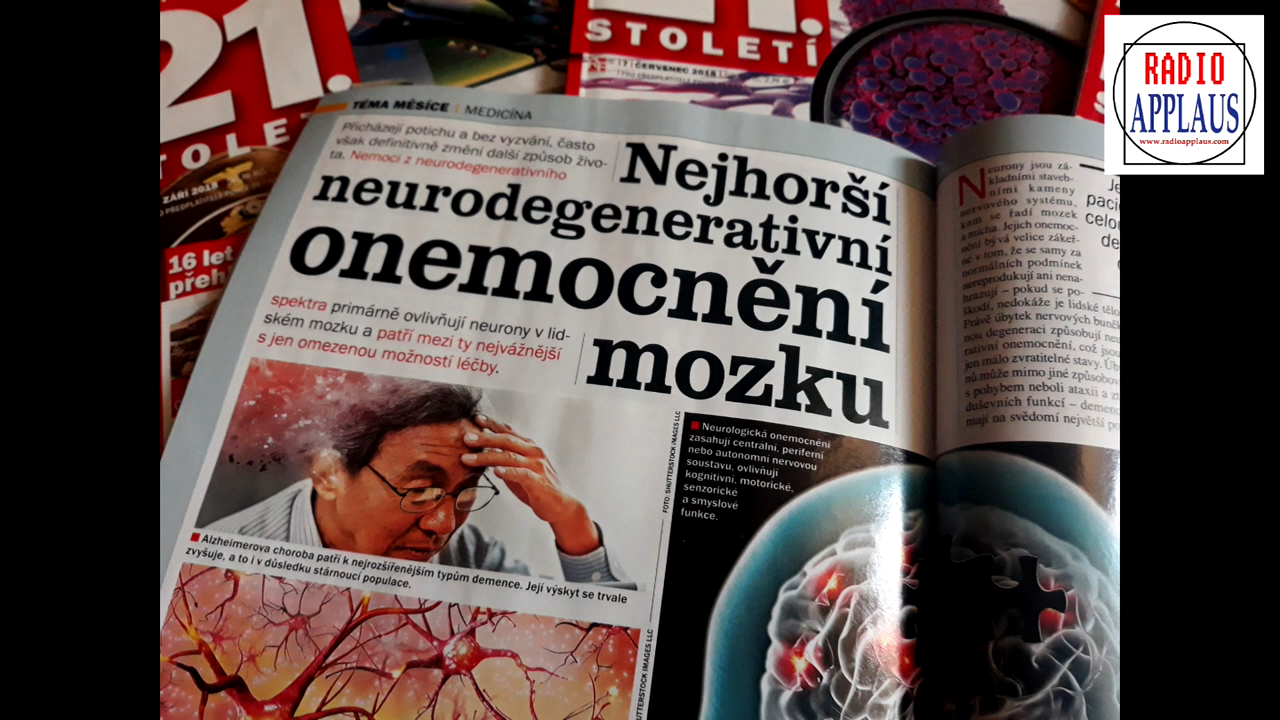 21.
STOLETÍ
ZÁŘÍ 2018
16 let
21.
STOLETÍ
ČERVENEC 2018
RADIO
APPLAUS
www.radioapplaus.com
TÉMA MĚSÍCE | MEDICÍNA
Přicházejí potichu a bez vyzvání, často
však definitivně změní další způsob živo-
ta. Nemoci z neurodegenerativního
Nejhorší
neurodegenerativní
onemocnění
mozku
spektra primárně ovlivňují neurony v lid-
ském mozku a patří mezi ty nejvážnější
s jen omezenou možností léčby.
FOTO: SHUTTERSTOCK IMAGES LLC
Alzheimerova choroba patří k nejrozšířenějším typům demence. Její výskyt se trvale
zvyšuje, a to i v důsledku stárnoucí populace.
SHUTTERSTOCK IMAGES LLC
Neurologická onemocnění
zasahují centrální, periferní
nebo autonomní nervovou
soustavu, ovlivňují
kognitivní, motorické,
senzorické
a smyslové
funkce.
Neurony jsou zá-
kladními staveb-
ními kameny
nervového systému,
kam se řadí mozek
a mícha. Jejich onemoc-
nění bývá velice zákeř-
né v tom, že se samy za
normálních podmínek
nereprodukují ani nena-
hrazují – pokud se po-
škodí, nedokáže je lidské tělo
Právě úbytek nervových buněk
nou degeneraci způsobují
rativní onemocnění, což jsou
jen málo zvratitelné stavy.
nů může mimo jiné způsobov
s pohybem neboli ataxii a
duševních funkcí – demenc
mají na svědomí největší